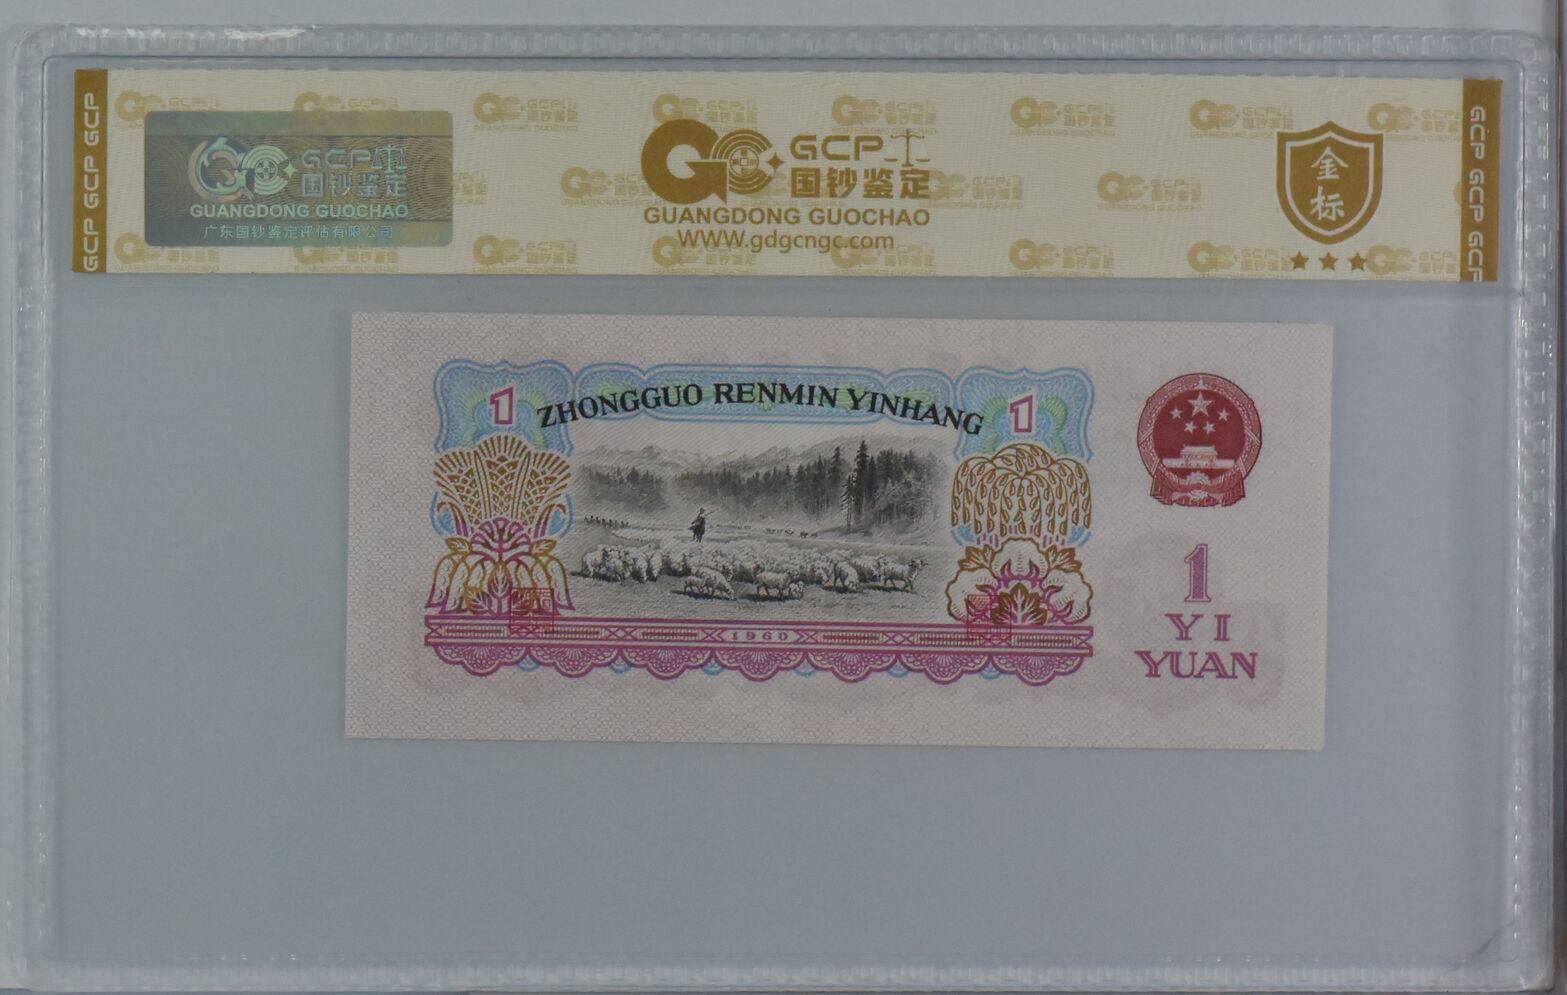 GCP GCP GCP
GCP
国钞鉴定
GUANGDONG GUOCHAO
广东国钞鉴定评估有限公司
GCP
国钞鉴定
GUANGDONG GUOCHAO
WWW.gdgcngc.com
金
标
GCP GCP GCP
1
ZHONGGUO RENMIN YINHANG
1
1960
1
YI
YUAN